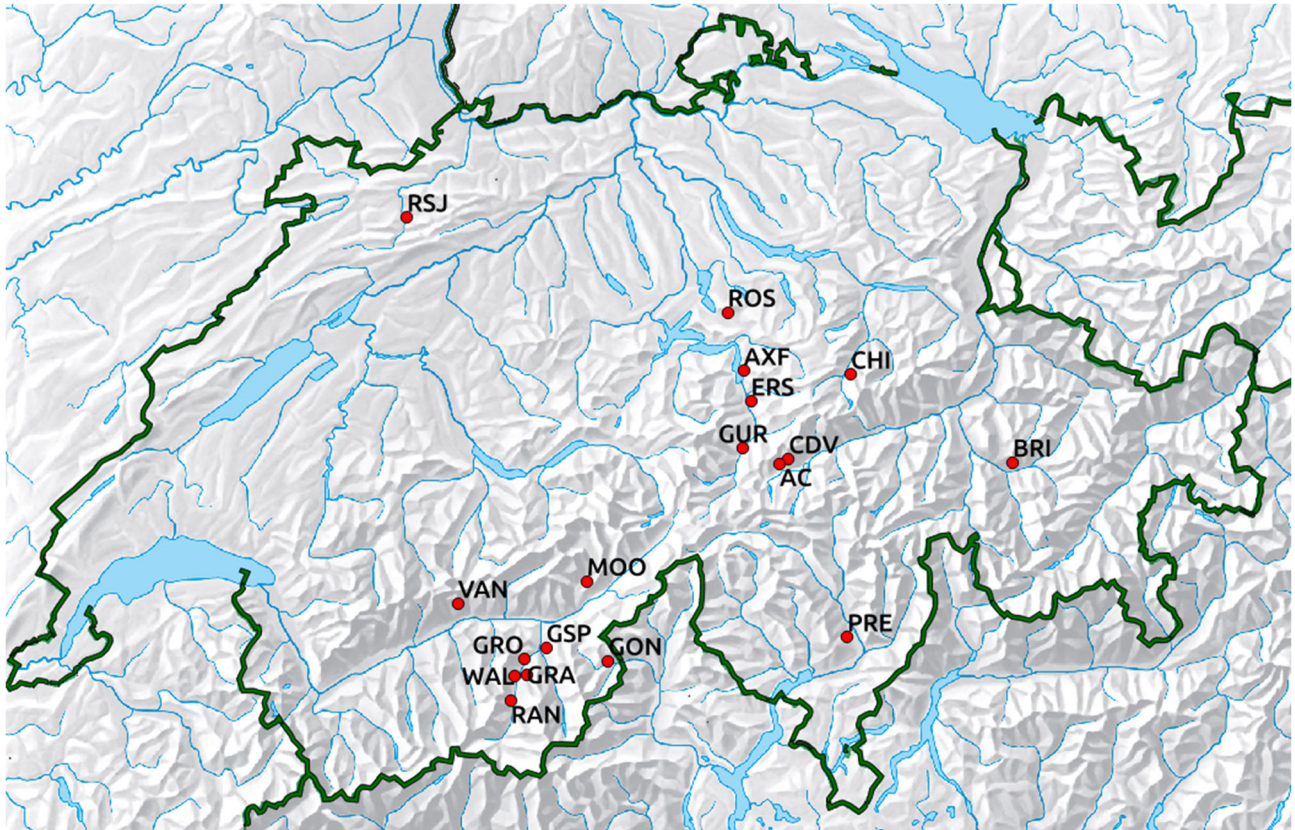 RSJ
ROS
AXF
CHI
ERS
GUR
CDV
BRI
AC
MOO
VAN
PRE
GSP
GRO
GON
WAL
GRA
RAN